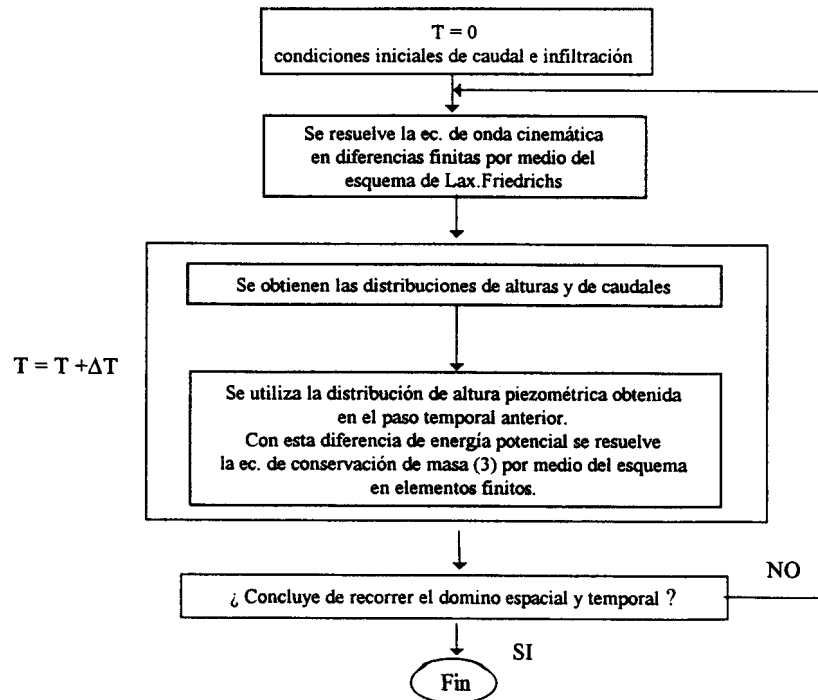 T = 0
condiciones iniciales de caudal e infiltración
Se resuelve la ec. de onda cinemática
en diferencias finitas por medio del
esquema de Lax.Friedrichs
Se obtienen las distribuciones de alturas y de caudales
T = T +ΔT
Se utiliza la distribución de altura piezométrica obtenida
en el paso temporal anterior.
Con esta diferencia de energía potencial se resuelve
la ec. de conservación de masa (3) por medio del esquema
en elementos finitos.
NO
¿ Concluye de recorrer el domino espacial y temporal ?
SI
Fin